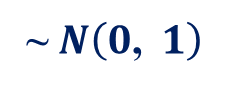 ~ N(0, 1)